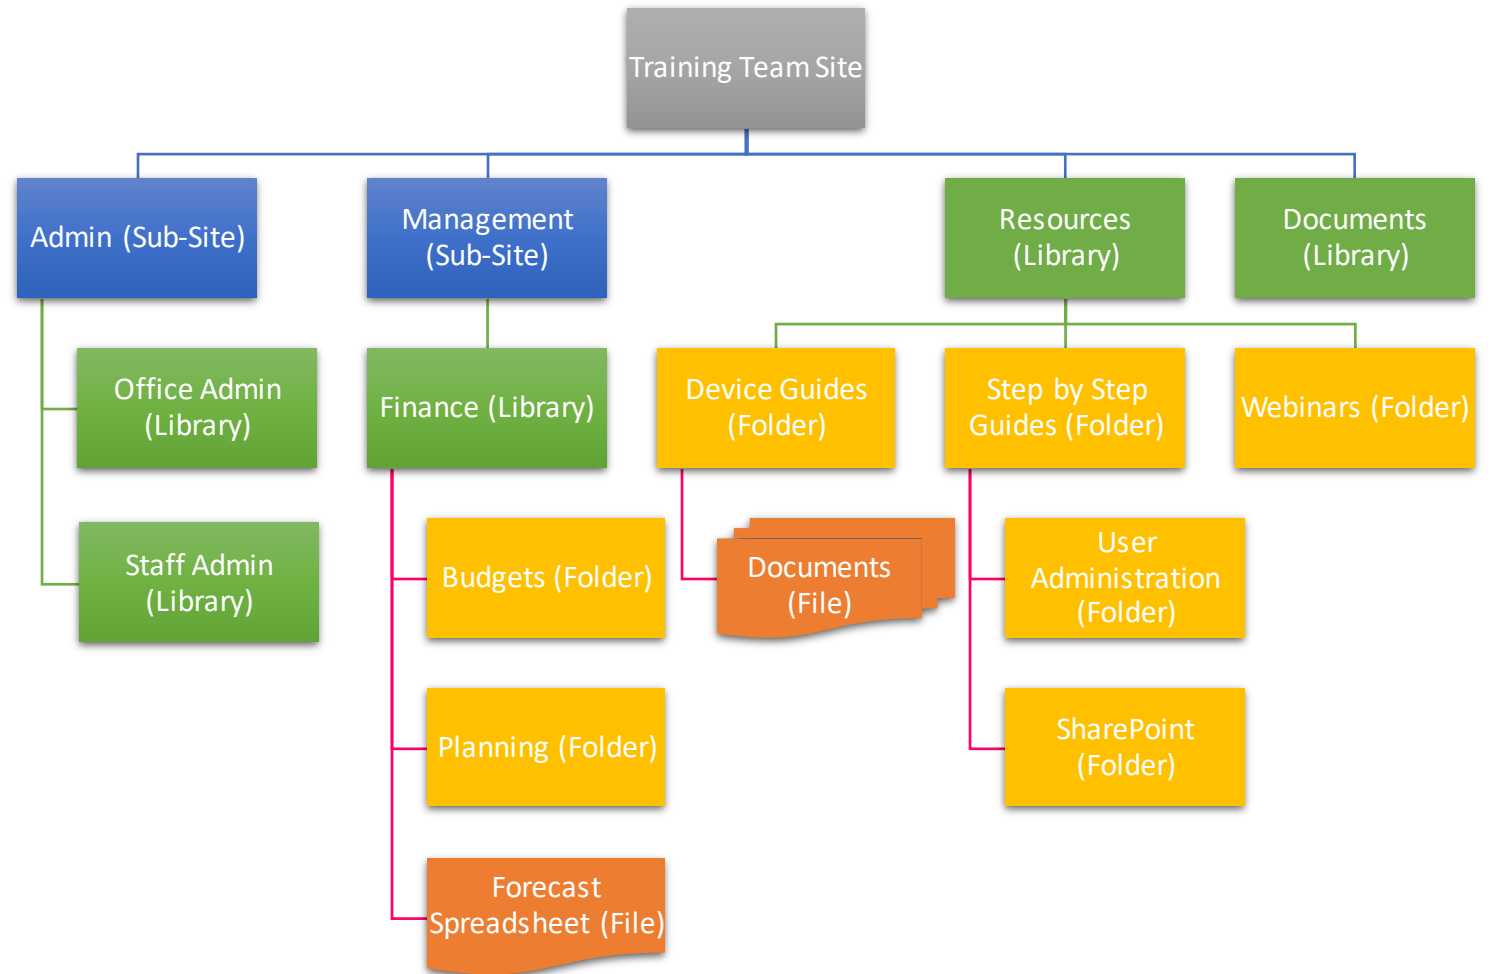 Training Team Site
Admin (Sub-Site)
Management
(Sub-Site)
Resources
(Library)
Documents
(Library)
Office Admin
(Library)
Finance (Library)
Device Guides
(Folder)
Step by Step
Guides (Folder)
Webinars (Folder)
Staff Admin
(Library)
Budgets (Folder)
Documents
(File)
User
Administration
(Folder)
Planning (Folder)
SharePoint
(Folder)
Forecast
Spreadsheet (File)